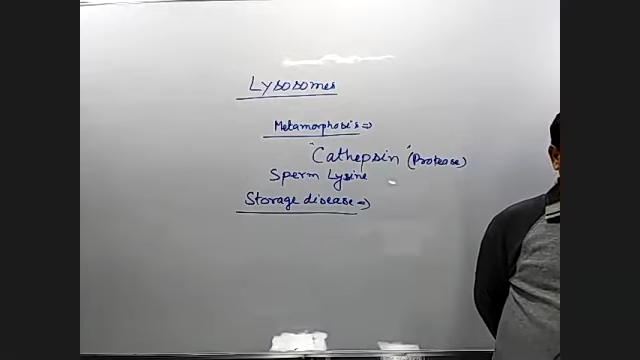 Lysosomes
Metamorphosis ⇒
"Cathepsin" (Protease)
Sperm Lysine
Storage disease ⇒